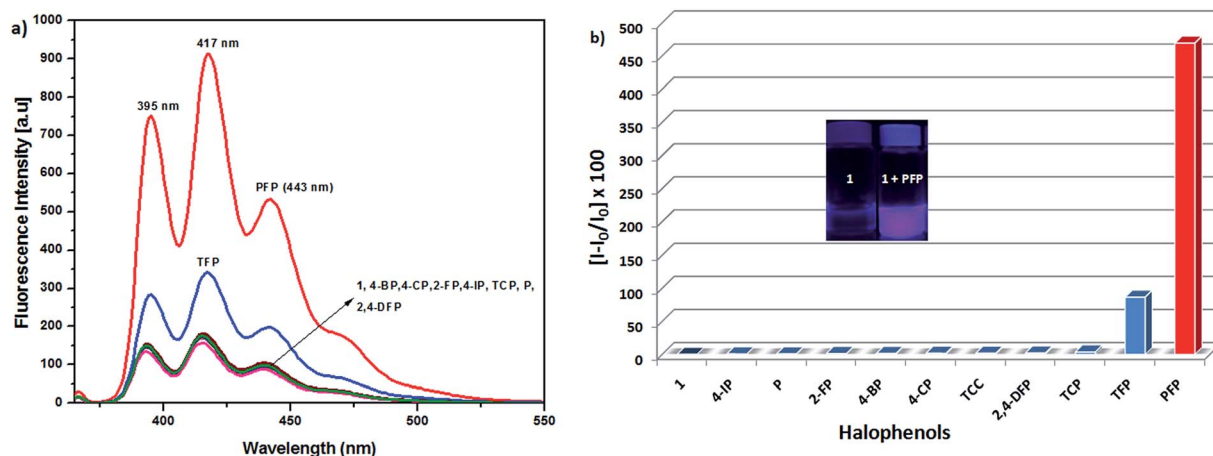 a)
1000
900
800
700
600
500
400
300
200
100
0
400
450
500
550
Fluorescence Intensity [a.u]
Wavelength (nm)
395 nm
417 nm
PFP (443 nm)
TFP
1, 4-BP,4-CP,2-FP,4-IP, TCP, P,
2,4-DFP
b)
500
450
400
350
300
250
200
150
100
50
0
[I-I0/I0] x 100
1
1 + PFP
1
4-IP
P
2-FP
4-BP
4-CP
TCC
2,4-DFP
TCP
TFP
PFP
Halophenols